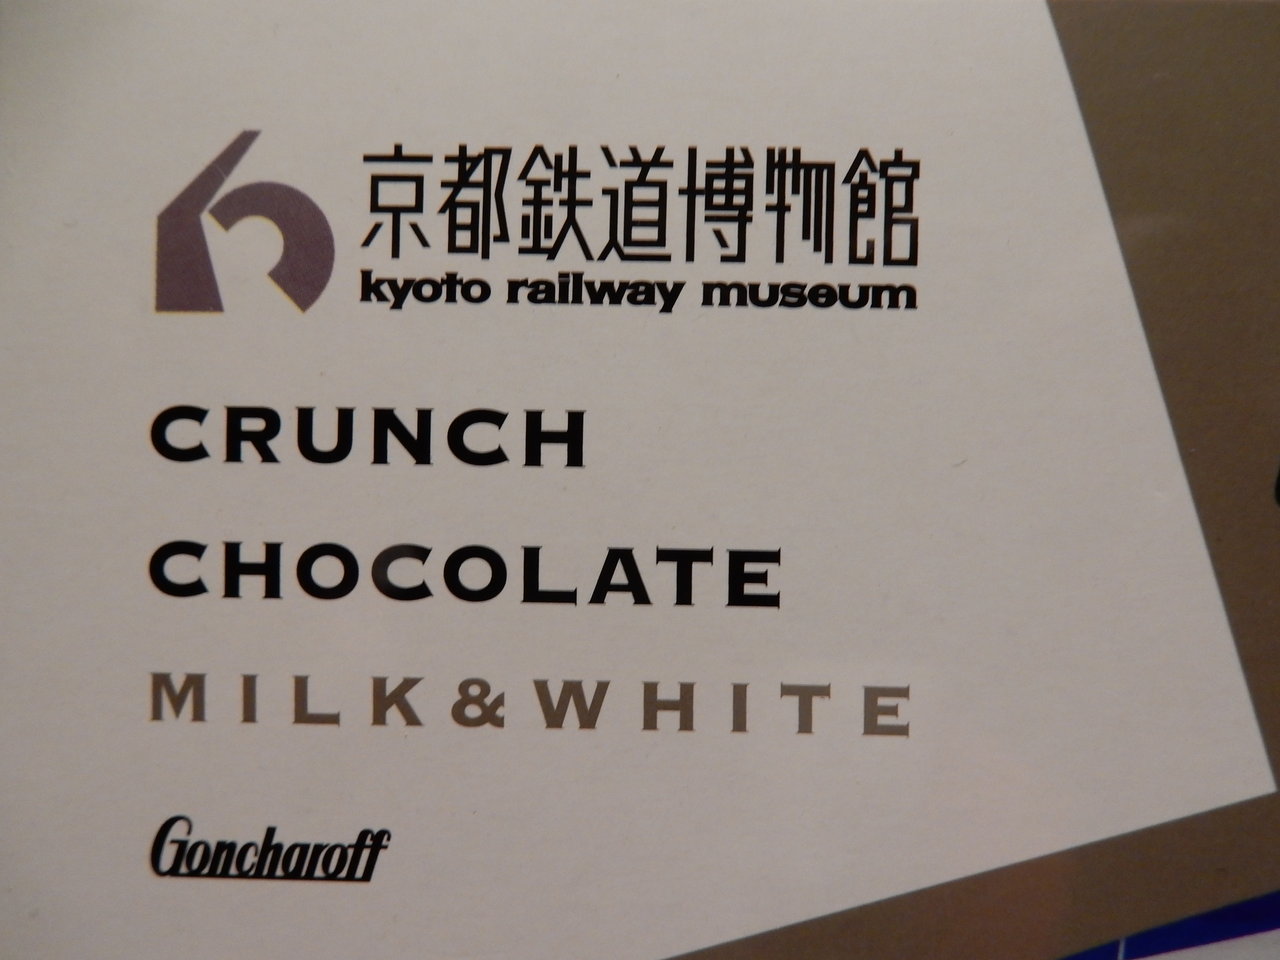 京都鉄道博物館
kyoto railway museum
CRUNCH
CHOCOLATE
MILK & WHITE
Goncharoff